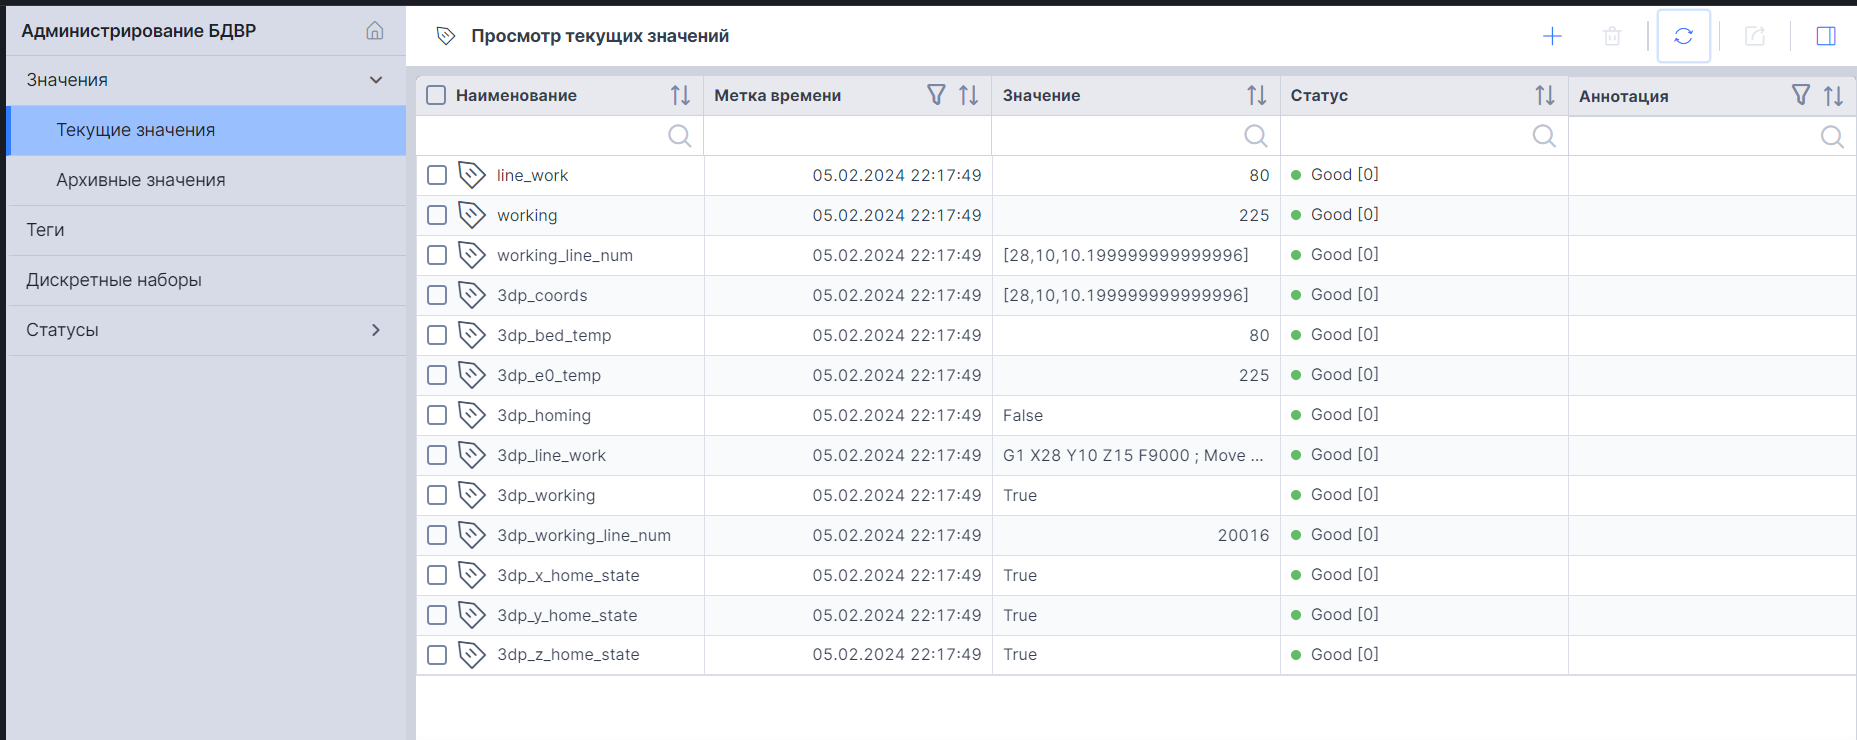 Администрирование БДВР
Просмотр текущих значений
Значения
Текущие значения
Архивные значения
Теги
Дискретные наборы
Статусы
Наименование Метка времени Значение Статус Аннотация
line_work 05.02.2024 22:17:49 80 Good [0]
working 05.02.2024 22:17:49 225 Good [0]
working_line_num 05.02.2024 22:17:49 [28,10,10.199999999999996] Good [0]
3dp_coords 05.02.2024 22:17:49 [28,10,10.199999999999996] Good [0]
3dp_bed_temp 05.02.2024 22:17:49 80 Good [0]
3dp_e0_temp 05.02.2024 22:17:49 225 Good [0]
3dp_homing 05.02.2024 22:17:49 False Good [0]
3dp_line_work 05.02.2024 22:17:49 G1 X28 Y10 Z15 F9000 ; Move ... Good [0]
3dp_working 05.02.2024 22:17:49 True Good [0]
3dp_working_line_num 05.02.2024 22:17:49 20016 Good [0]
3dp_x_home_state 05.02.2024 22:17:49 True Good [0]
3dp_y_home_state 05.02.2024 22:17:49 True Good [0]
3dp_z_home_state 05.02.2024 22:17:49 True Good [0]